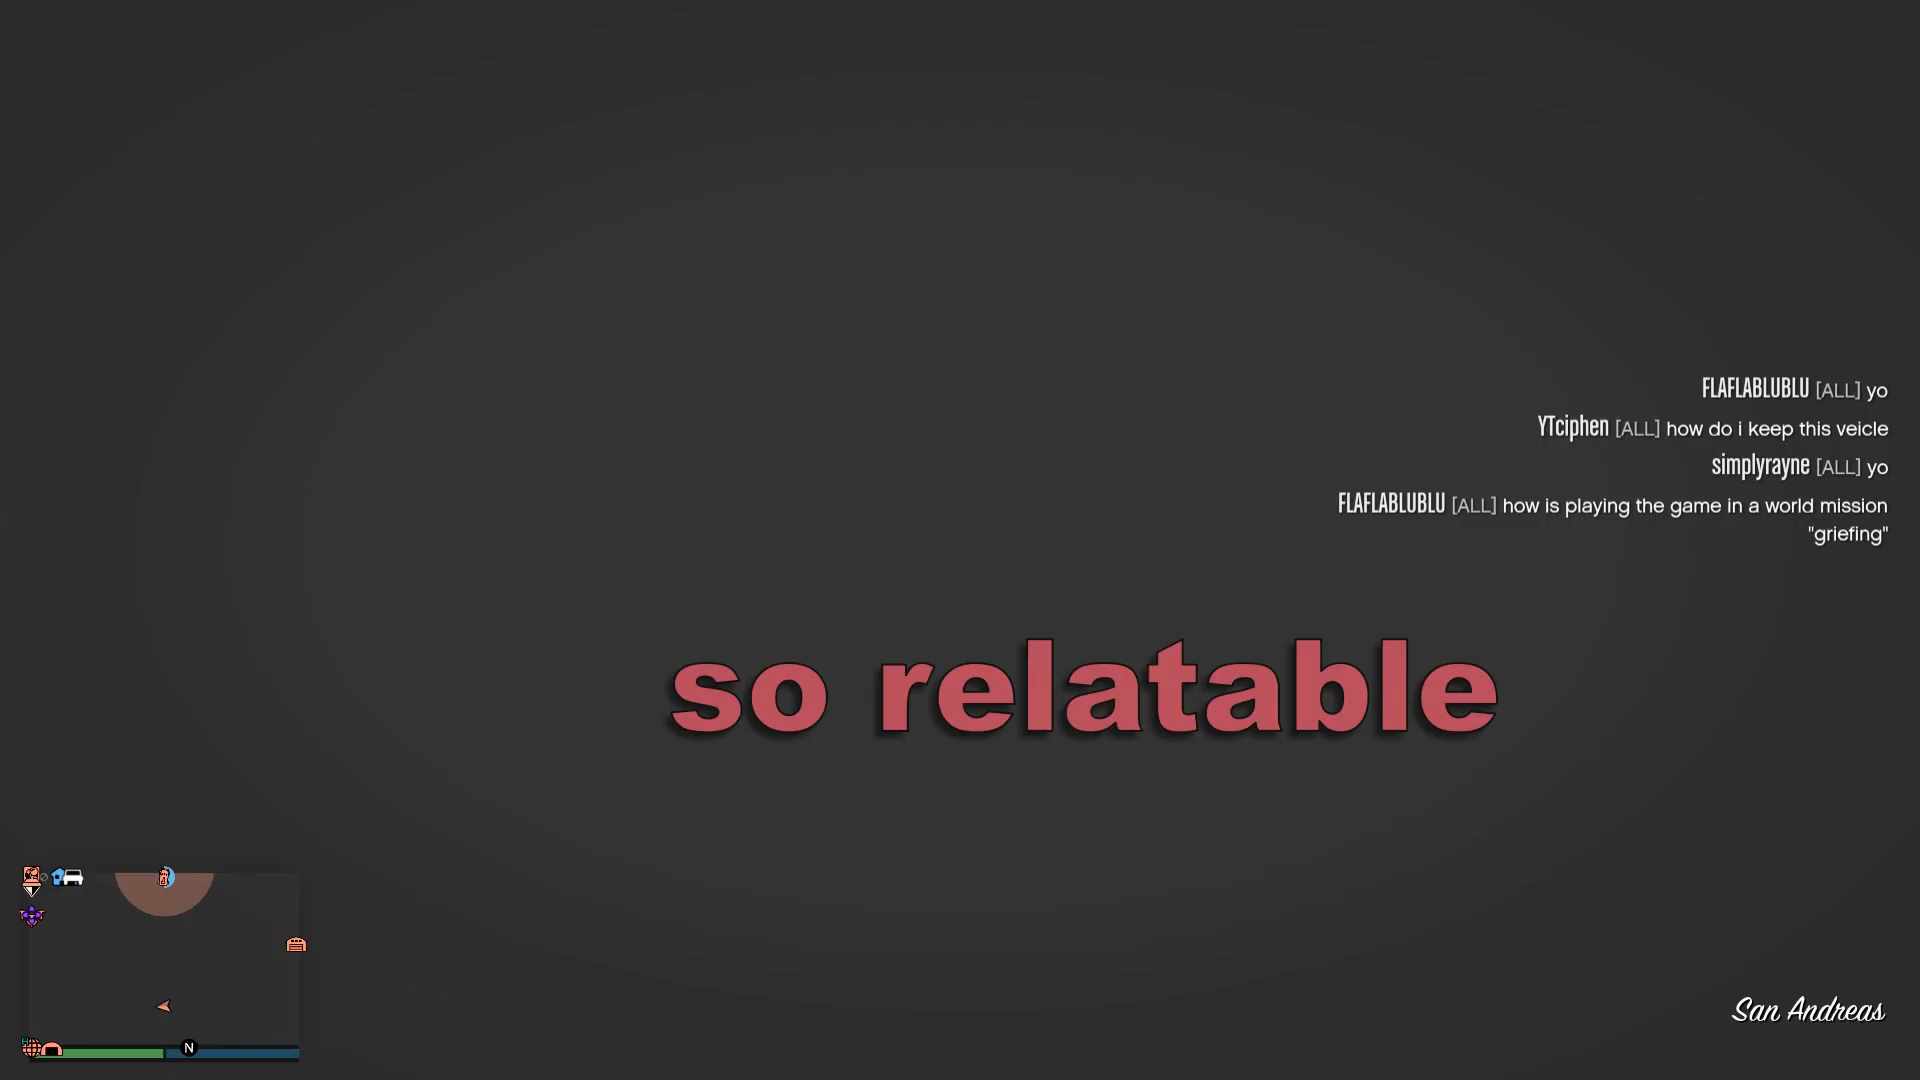 FLAFLABLUBLU [ALL] yo
YTciphen [ALL] how do i keep this veicle
simplyrayne [ALL] yo
FLAFLABLUBLU [ALL] how is playing the game in a world mission
"griefing"
so relatable
San Andreas
N